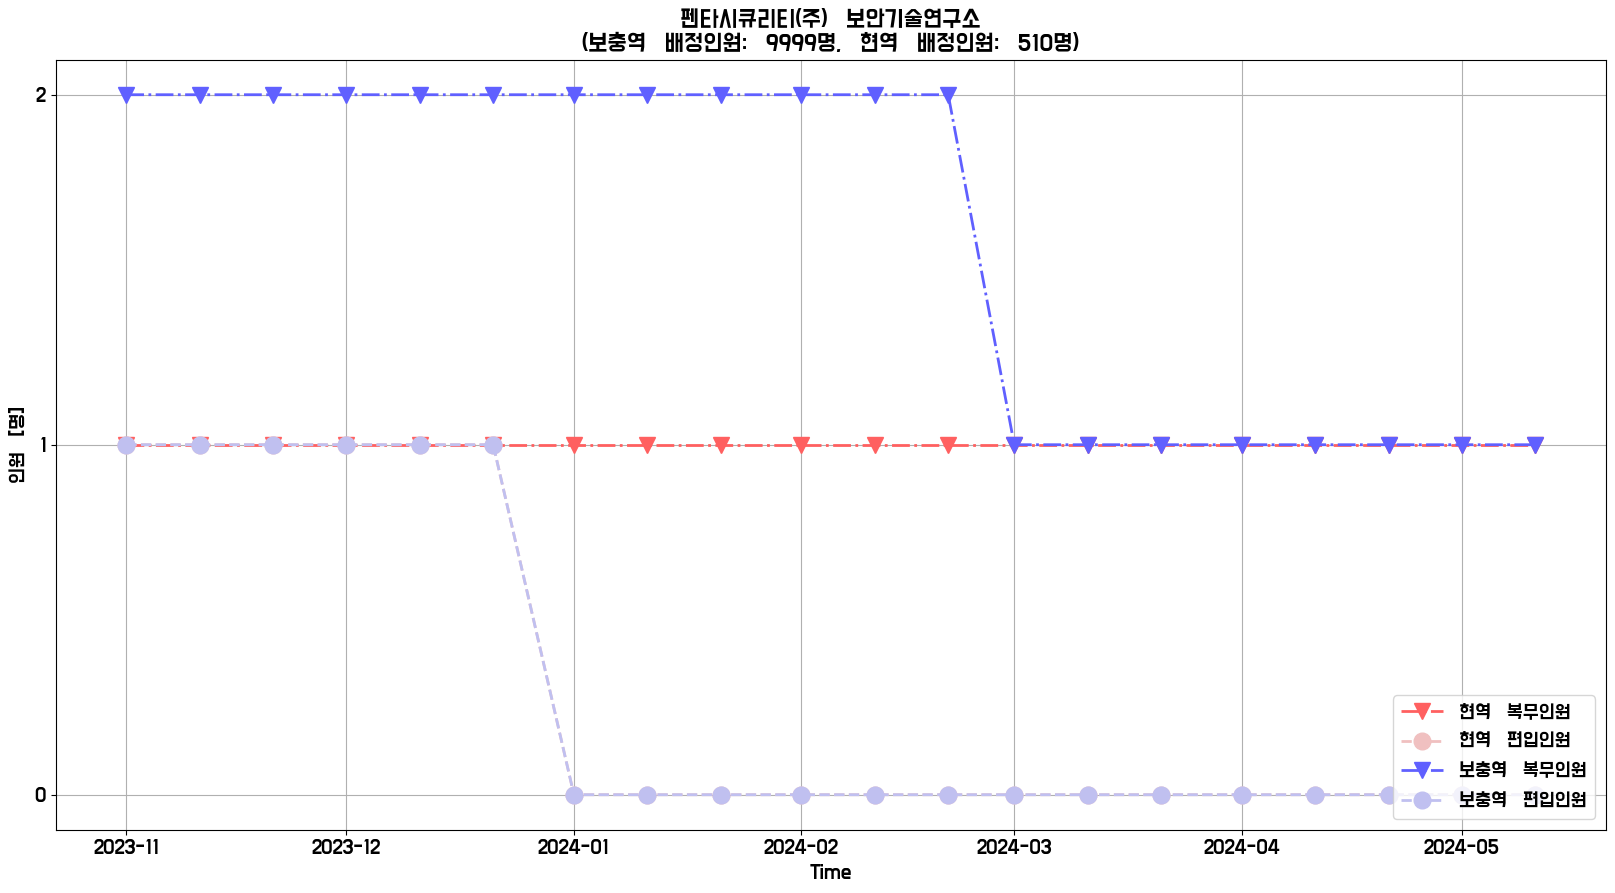 펜타시큐리티(주) 보안기술연구소
(보충역 배정인원: 9999명, 현역 배정인원: 510명)
2
1
0
인원 [명]
2023-11
2023-12
2024-01
2024-02
2024-03
2024-04
2024-05
Time
현역 복무인원
현역 편입인원
보충역 복무인원
보충역 편입인원